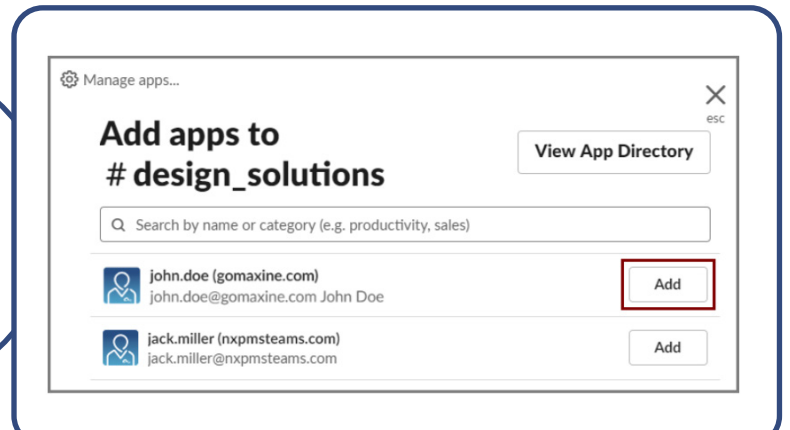 Manage apps...
esc
Add apps to
# design_solutions
View App Directory
Search by name or category (e.g. productivity, sales)
john.doe (gomaxine.com)
john.doe@gomaxine.com John Doe
Add
jack.miller (nxpmsteams.com)
jack.miller@nxpmsteams.com
Add